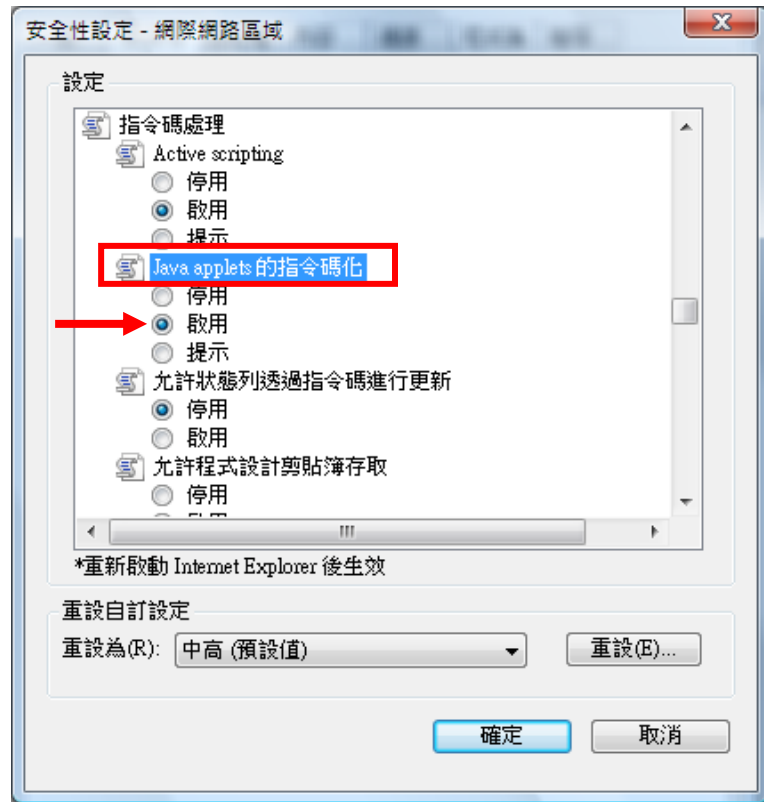 安全性設定 - 網際網路區域
設定
指令碼處理
Active scripting
停用
啟用
提示
Java applets 的指令碼化
停用
啟用
提示
允許狀態列透過指令碼進行更新
停用
啟用
允許程式設計剪貼簿存取
停用
*重新啟動 Internet Explorer 後生效
重設自訂設定
重設為(R): 中高 (預設值) 重設(E)...
確定 取消